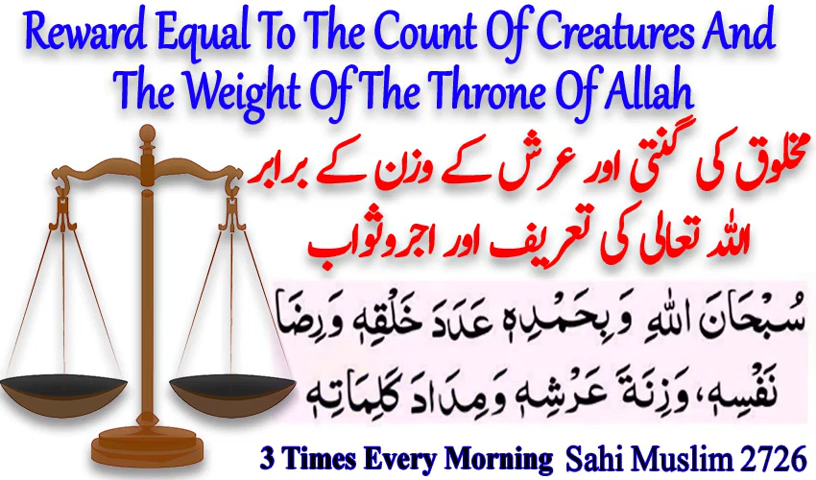 Reward Equal To The Count Of Creatures And
The Weight Of The Throne Of Allah
مخلوق کی گنتی اور عرش کے وزن کے برابر
اللہ تعالی کی تعریف اور اجر و ثواب
سُبْحَانَ اللهِ وَبِحَمْدِهٖ عَدَدَ خَلْقِهٖ وَرِضَا
نَفْسِهٖ، وَزِنَةَ عَرْشِهٖ وَمِدَادَ كَلِمَاتِهٖ
3 Times Every Morning Sahi Muslim 2726